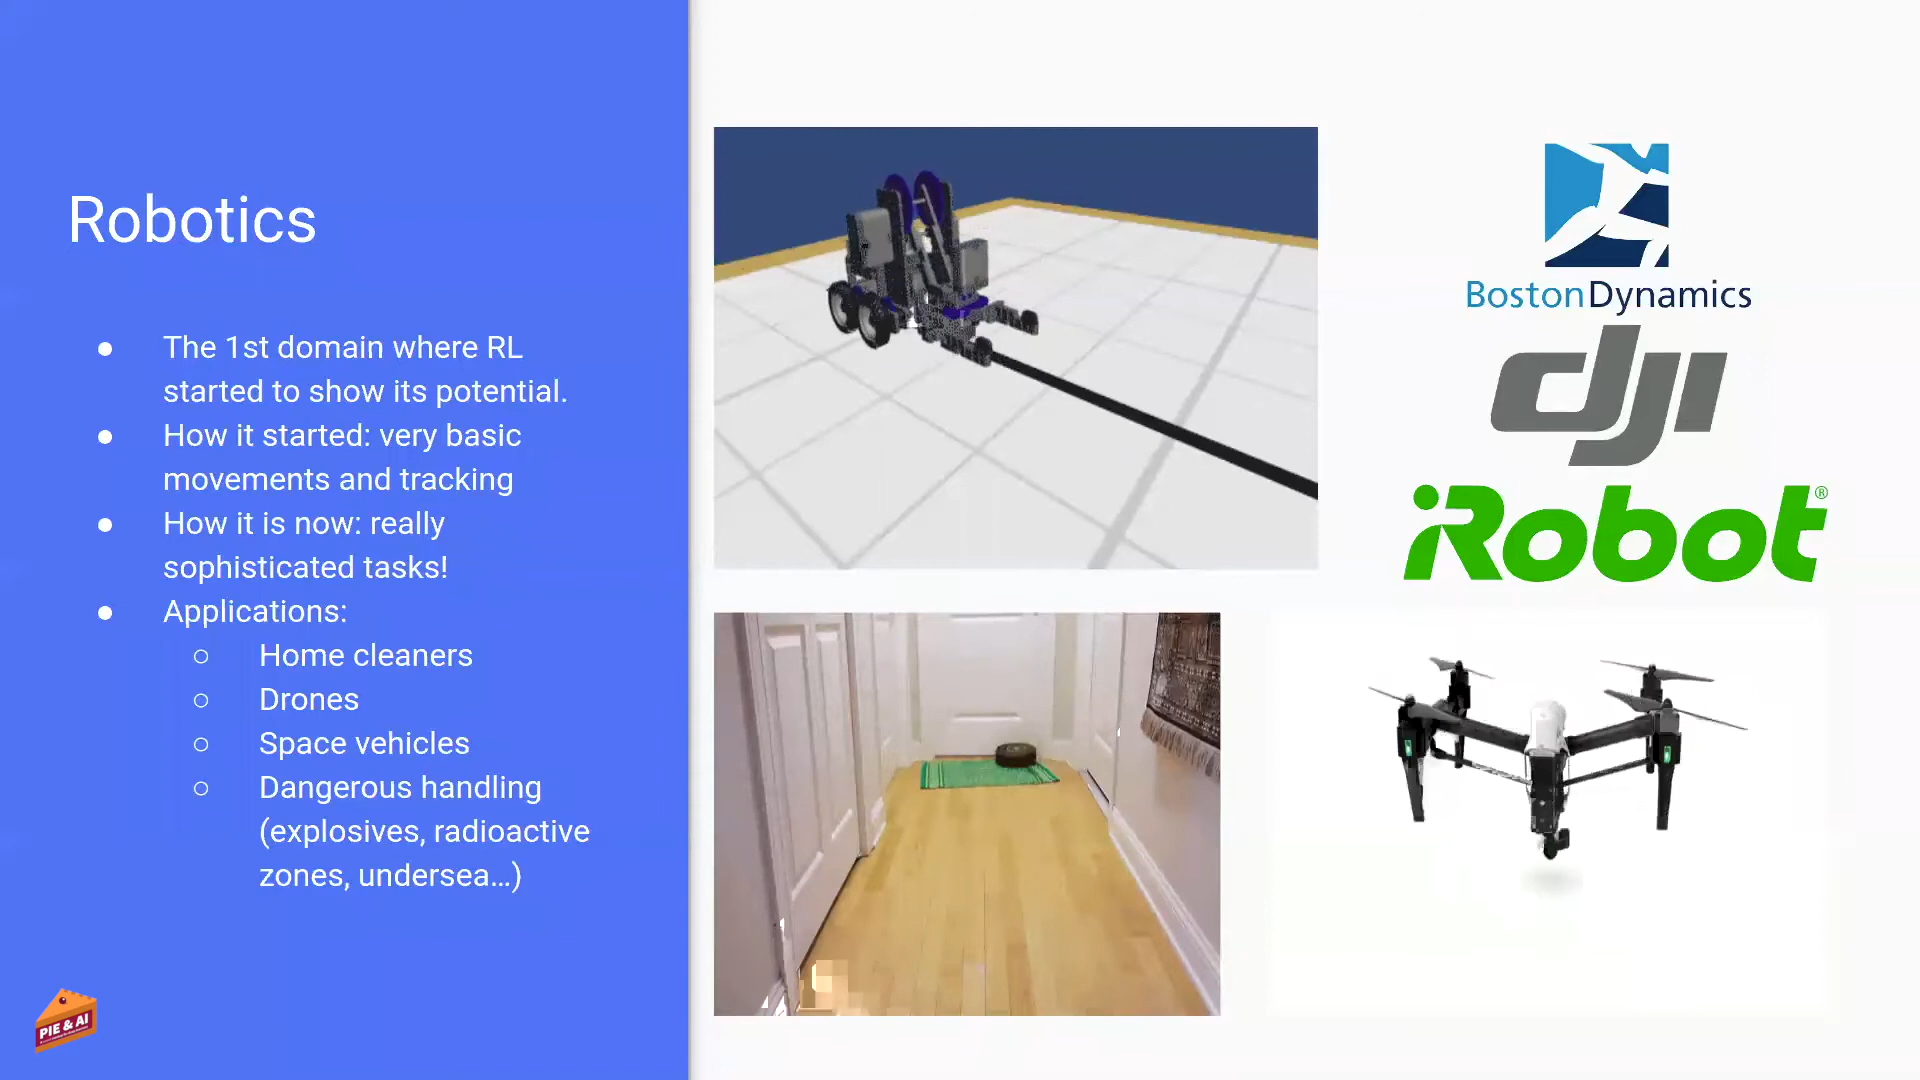 Robotics
● The 1st domain where RL
started to show its potential.
● How it started: very basic
movements and tracking
● How it is now: really
sophisticated tasks!
● Applications:
○ Home cleaners
○ Drones
○ Space vehicles
○ Dangerous handling
(explosives, radioactive
zones, undersea...)
PIE & AI
BostonDynamics
dji
iRobot®